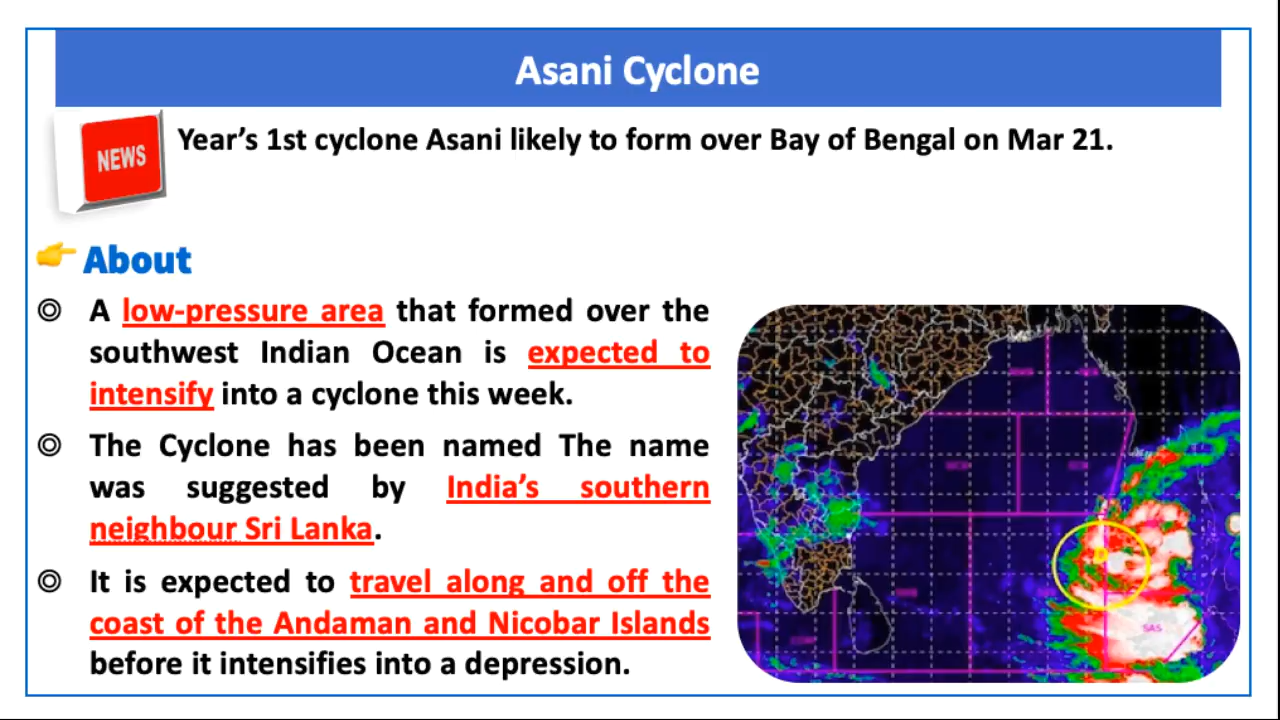 Asani Cyclone
NEWS
Year's 1st cyclone Asani likely to form over Bay of Bengal on Mar 21.
About
A low-pressure area that formed over the
southwest Indian Ocean is expected to
intensify into a cyclone this week.
The Cyclone has been named The name
was suggested by India's southern
neighbour Sri Lanka.
It is expected to travel along and off the
coast of the Andaman and Nicobar Islands
before it intensifies into a depression.
D
SAS